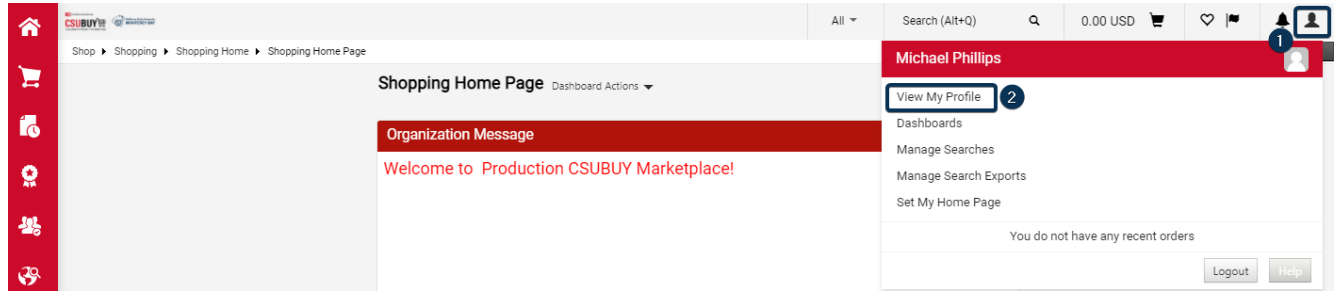 CSUBUY
All
Search (Alt+Q)
0.00 USD
1
Shop Shopping Shopping Home Shopping Home Page
Michael Phillips
Shopping Home Page Dashboard Actions
View My Profile 2
Dashboards
Organization Message
Manage Searches
Welcome to Production CSUBUY Marketplace!
Manage Search Exports
Set My Home Page
You do not have any recent orders
Logout
Help